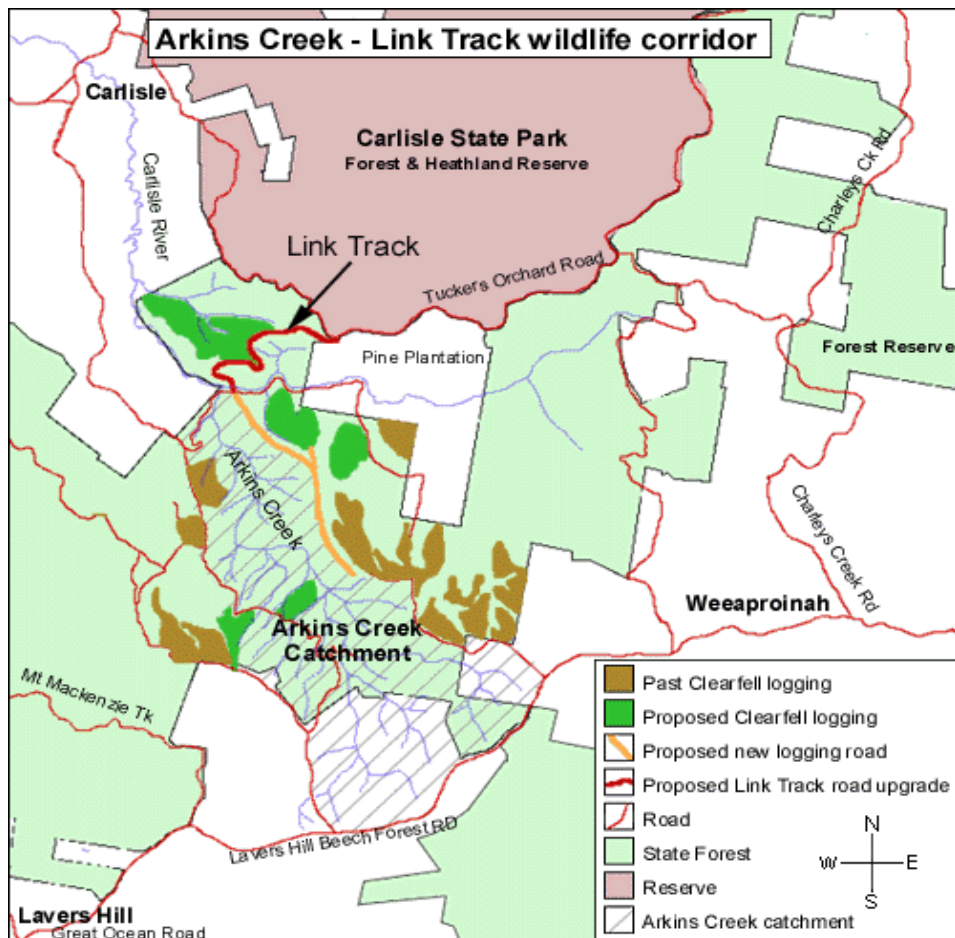 Arkins Creek - Link Track wildlife corridor
Carlisle
Carlisle State Park
Forest & Heathland Reserve
Charleys Ck Rd
Carlisle River
Link Track
Tuckers Orchard Road
Pine Plantation
Forest Reserve
Arkins Creek
Charleys Creek Rd
Weeaproinah
Arkins Creek
Catchment
Mt Mackenzie Tk
Lavers Hill Beech Forest RD
Lavers Hill
Great Ocean Road
Past Clearfell logging
Proposed Clearfell logging
Proposed new logging road
Proposed Link Track road upgrade
Road
State Forest
Reserve
Arkins Creek catchment
N
W
E
S